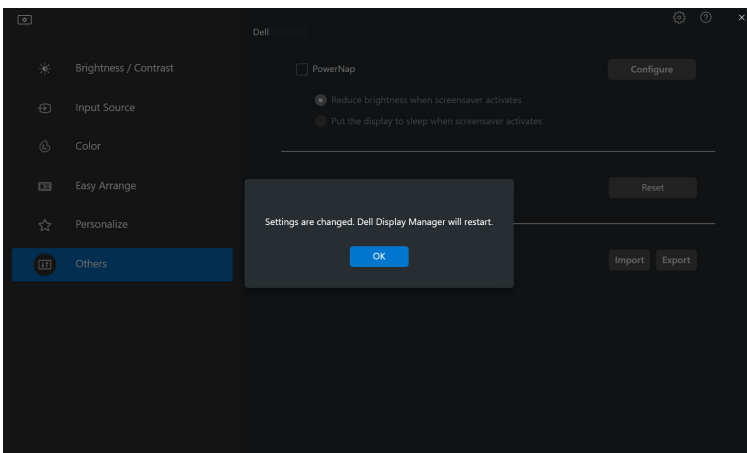 Dell
Brightness / Contrast
Input Source
Color
Easy Arrange
Personalize
Others
PowerNap
Configure
Reduce brightness when screensaver activates
Put the display to sleep when screensaver activates
Reset
Settings are changed. Dell Display Manager will restart.
OK
Import Export